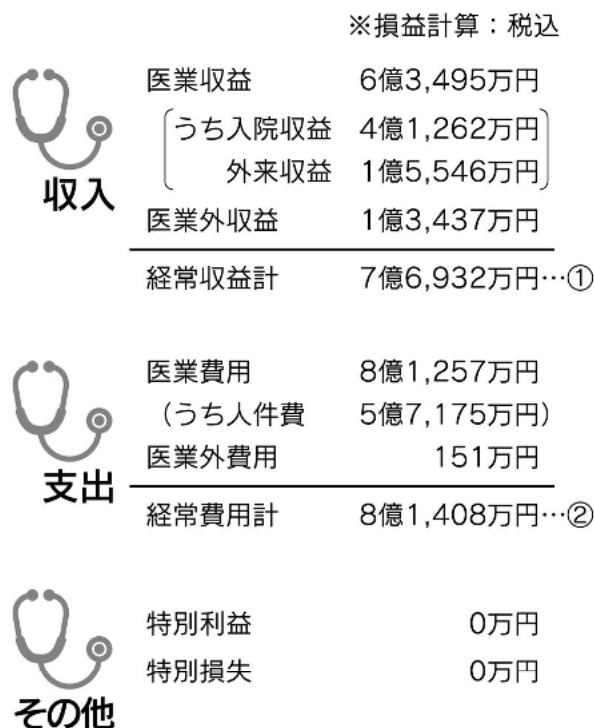 ※損益計算：税込
医業収益 6億3,495万円
うち入院収益 4億1,262万円
外来収益 1億5,546万円
収入
医業外収益 1億3,437万円
経常収益計 7億6,932万円…①
医業費用 8億1,257万円
（うち人件費 5億7,175万円）
医業外費用 151万円
支出
経常費用計 8億1,408万円…②
特別利益 0万円
特別損失 0万円
その他